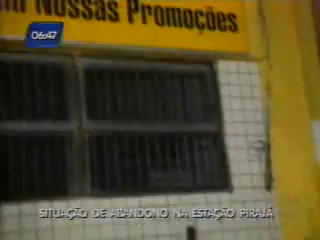 Nossas Promoções
06:47
SITUAÇÃO DE ABANDONO NA ESTAÇÃO PIRAJÁ